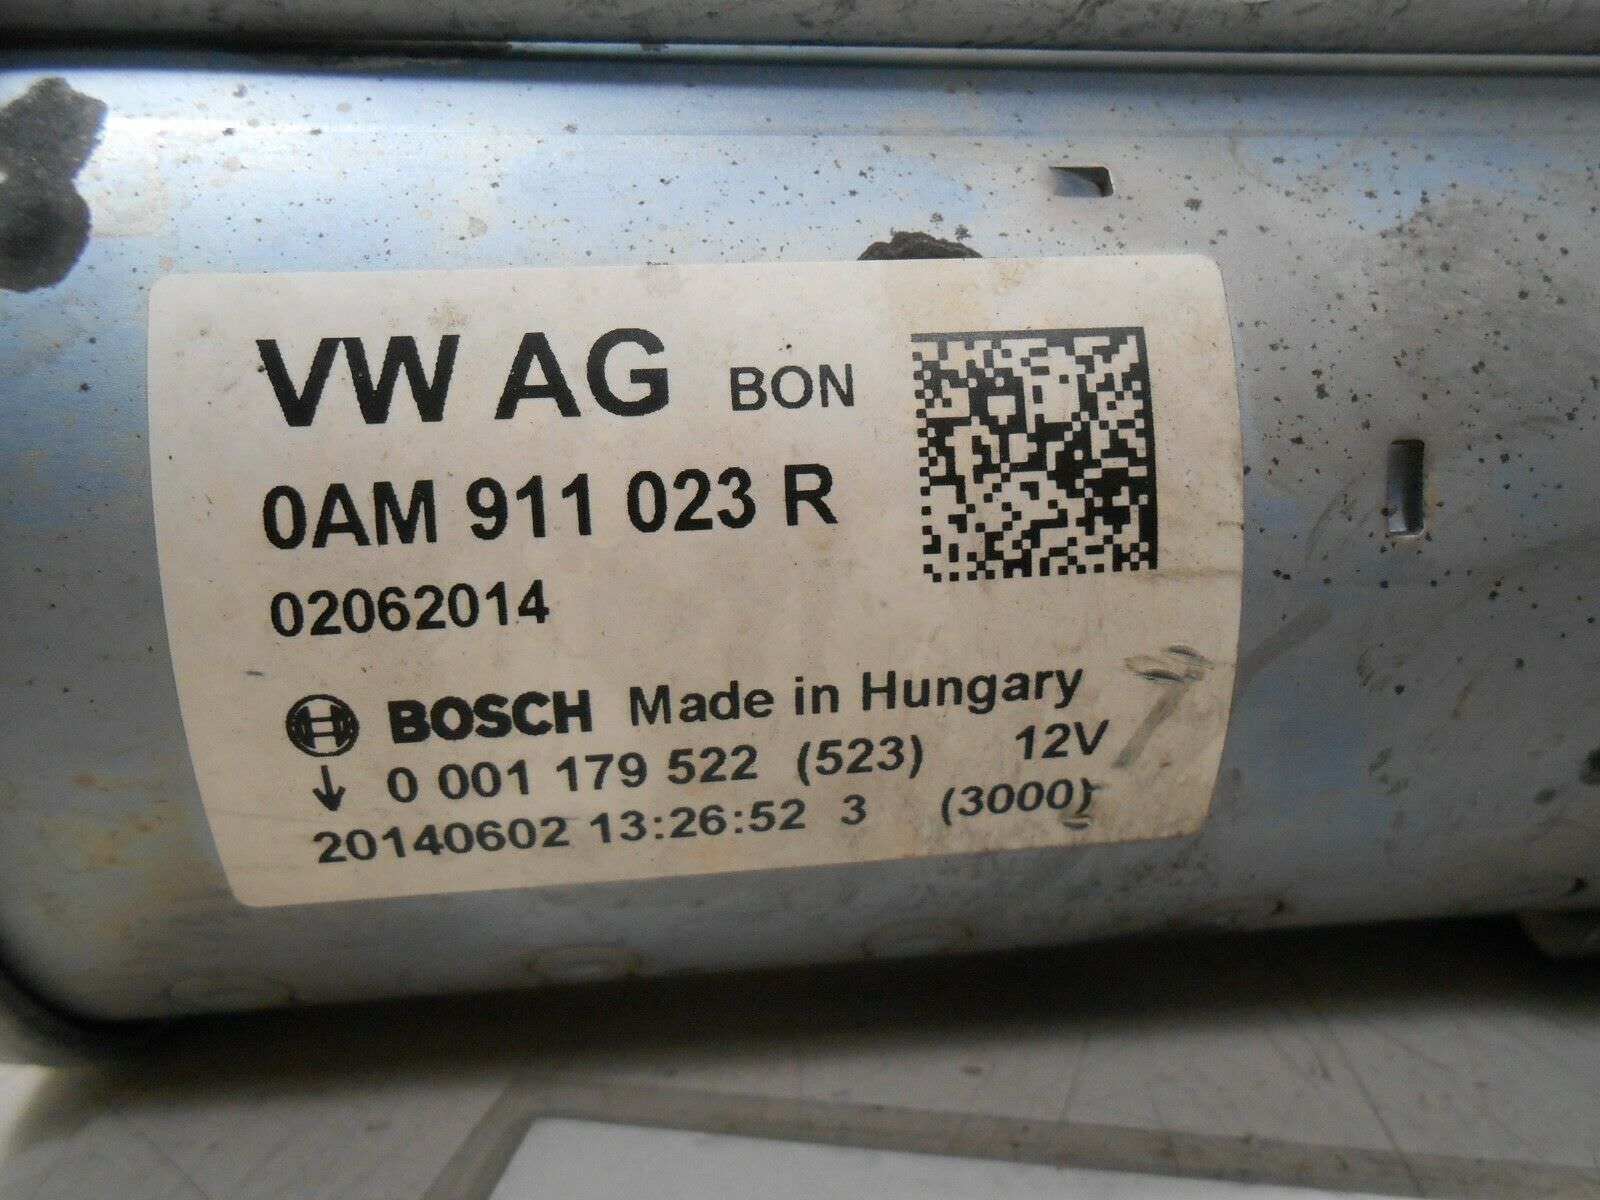 VW AG BON
0AM 911 023 R
02062014
BOSCH Made in Hungary
0 001 179 522 (523) 12V
20140602 13:26:52 3 (3000)